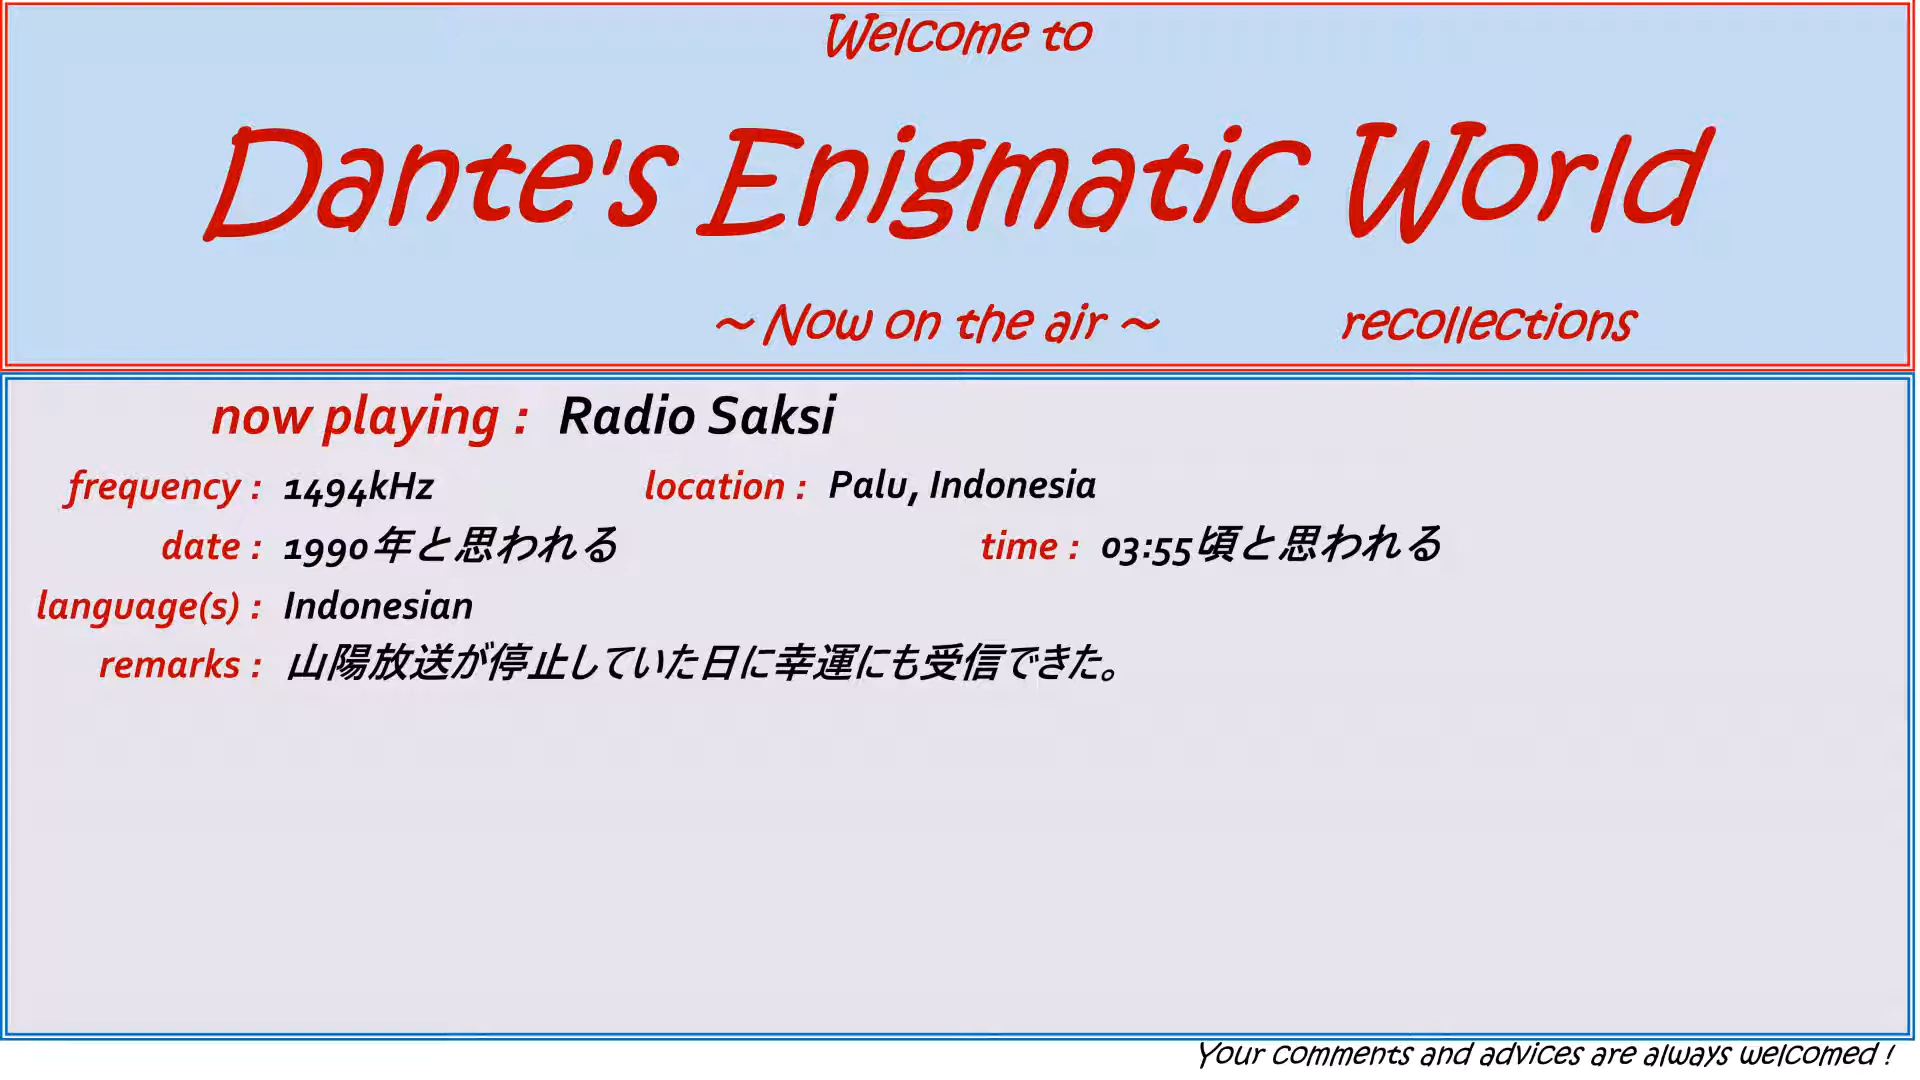 Welcome to
Dante's Enigmatic World
～ Now on the air ～ recollections
now playing : Radio Saksi
frequency : 1494kHz location : Palu, Indonesia
date : 1990年と思われる time : 03:55頃と思われる
language(s) : Indonesian
remarks : 山陽放送が停止していた日に幸運にも受信できた。
Your comments and advices are always welcomed !